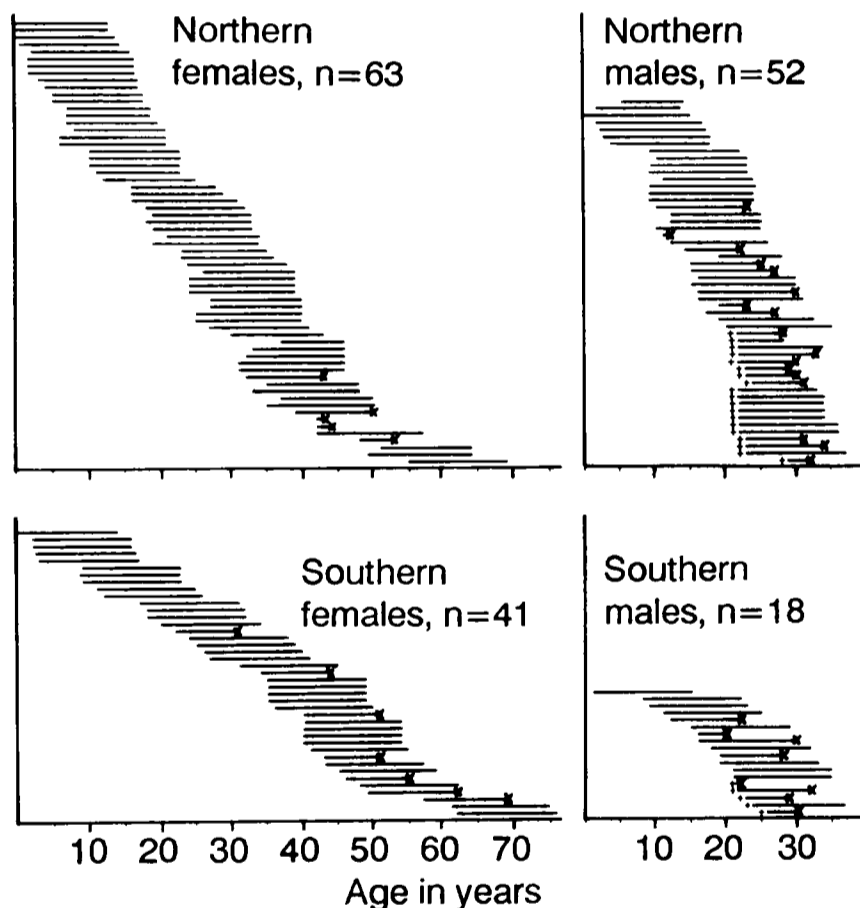 Northern
females, n=63
Northern
males, n=52
Southern
females, n=41
Southern
males, n=18
10 20 30 40 50 60 70
10 20 30
Age in years